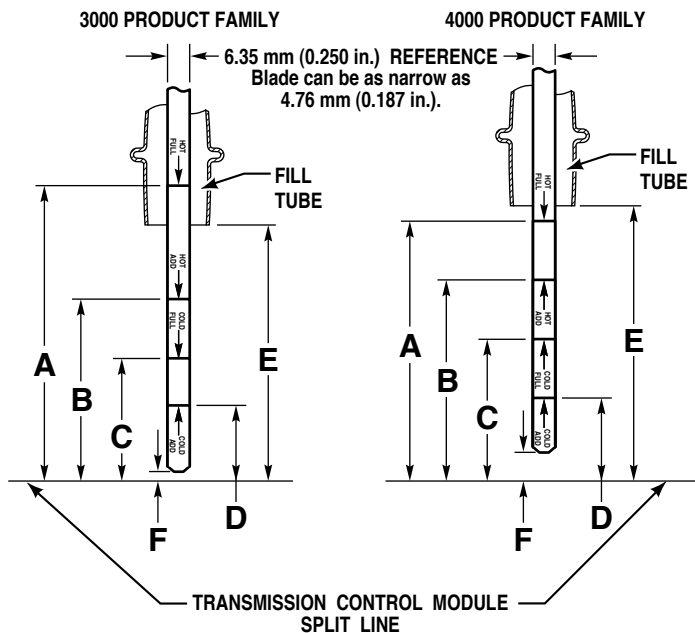 3000 PRODUCT FAMILY
4000 PRODUCT FAMILY
6.35 mm (0.250 in.) REFERENCE
Blade can be as narrow as
4.76 mm (0.187 in.).
HOT
FULL
HOT
ADD
COLD
FULL
COLD
ADD
FILL
TUBE
A
B
C
D
E
F
HOT
FULL
HOT
ADD
COLD
FULL
COLD
ADD
FILL
TUBE
A
B
C
D
E
F
TRANSMISSION CONTROL MODULE
SPLIT LINE